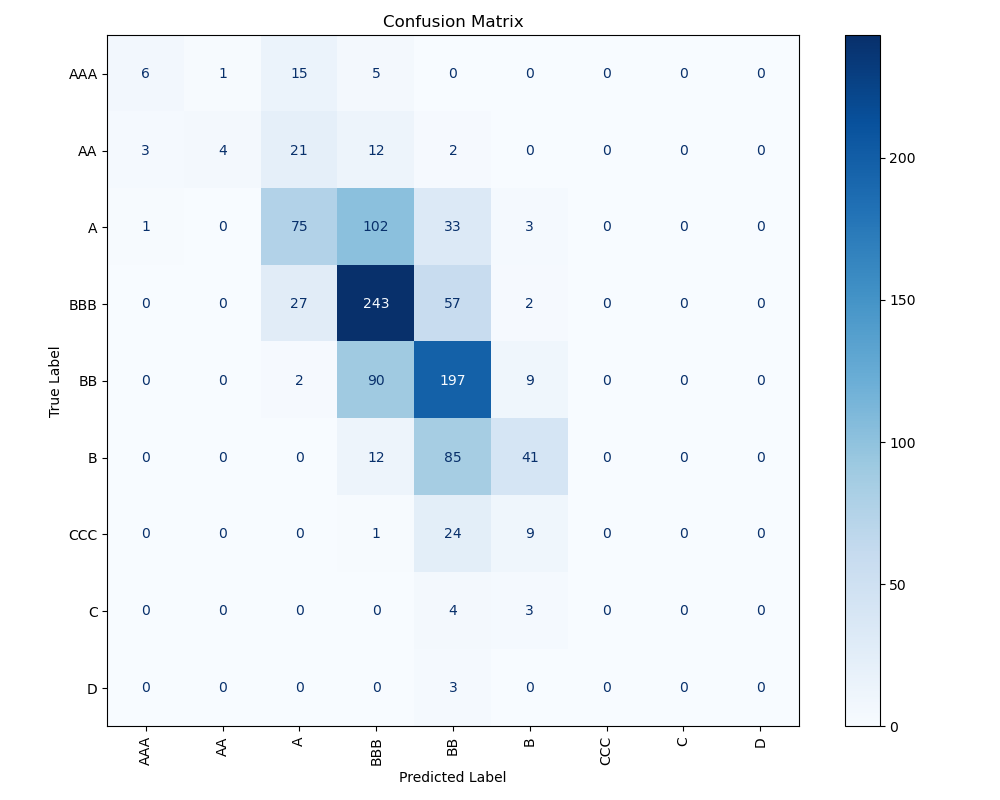 Confusion Matrix
AAA 6 1 15 5 0 0 0 0 0
AA 3 4 21 12 2 0 0 0 0
A 1 0 75 102 33 3 0 0 0
BBB 0 0 27 243 57 2 0 0 0
BB 0 0 2 90 197 9 0 0 0
B 0 0 0 12 85 41 0 0 0
CCC 0 0 0 1 24 9 0 0 0
C 0 0 0 0 4 3 0 0 0
D 0 0 0 0 3 0 0 0 0
AAA AA A BBB BB B CCC C D
Predicted Label
True Label
200
150
100
50
0